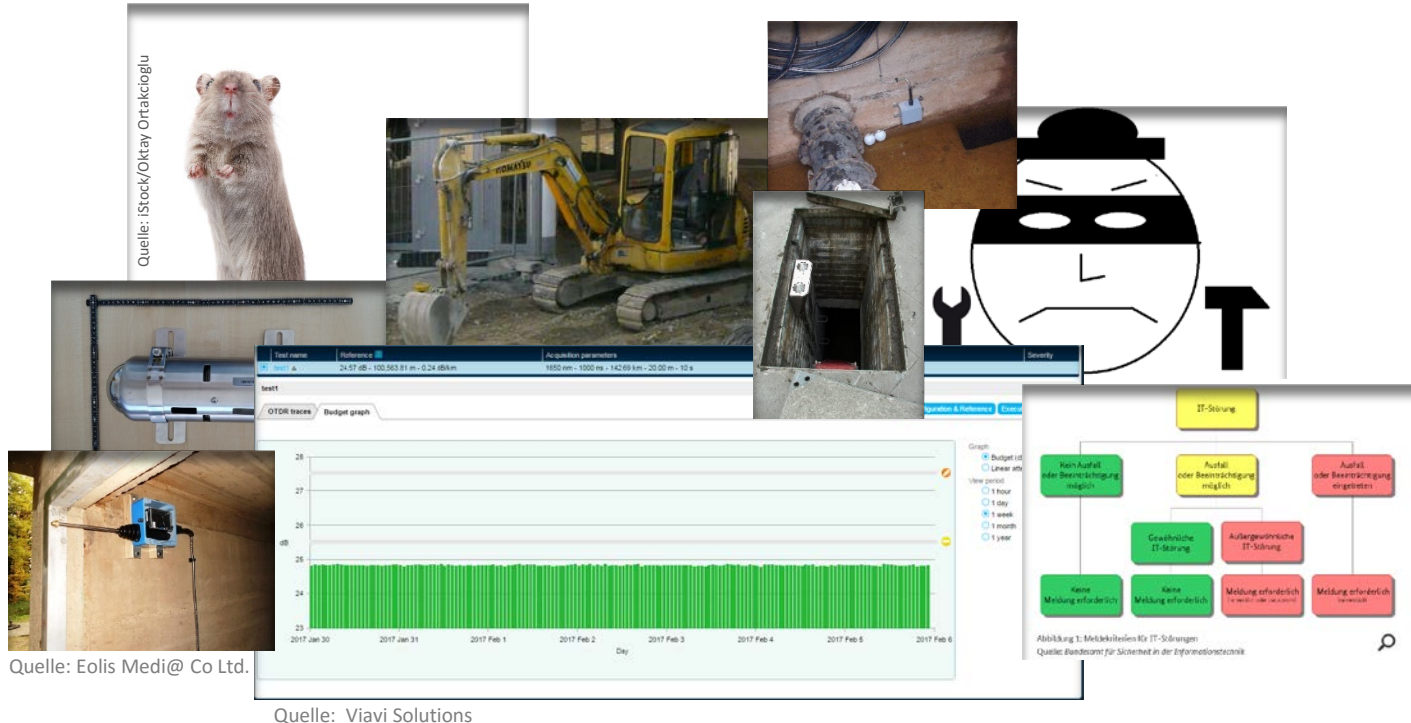 Quelle: iStock/Oktay Ortakcioglu
KOMATSU
Test name
Reference
Acquisition parameters
Severity
test1
24.57 dB - 100,563.81 m - 0.24 dB/km
1650 nm - 1000 ns - 142.69 km - 20.00 m - 10 s
test1
OTDR traces
Budget graph
& Reference
Graph
Budget
Linear
View period
1 hour
1 day
1 week
1 month
1 year
28
27
26
dB
25
24
23
2017 Jan 30
2017 Jan 31
2017 Feb 1
2017 Feb 2
2017 Feb 3
2017 Feb 4
2017 Feb 5
2017 Feb 6
Day
IT-Störung
Kein Ausfall
oder Beeinträchtigung
möglich
Ausfall
oder Beeinträchtigung
möglich
Ausfall
oder Beeinträchtigung
eingetreten
Gewöhnliche
IT-Störung
Außergewöhnliche
IT-Störung
Keine
Meldung erforderlich
Keine
Meldung erforderlich
Meldung erforderlich
Meldung erforderlich
Abbildung 1: Meldekriterien für IT-Störungen
Quelle: Bundesamt für Sicherheit in der Informationstechnik
Quelle: Eolis Medi@ Co Ltd.
Quelle: Viavi Solutions